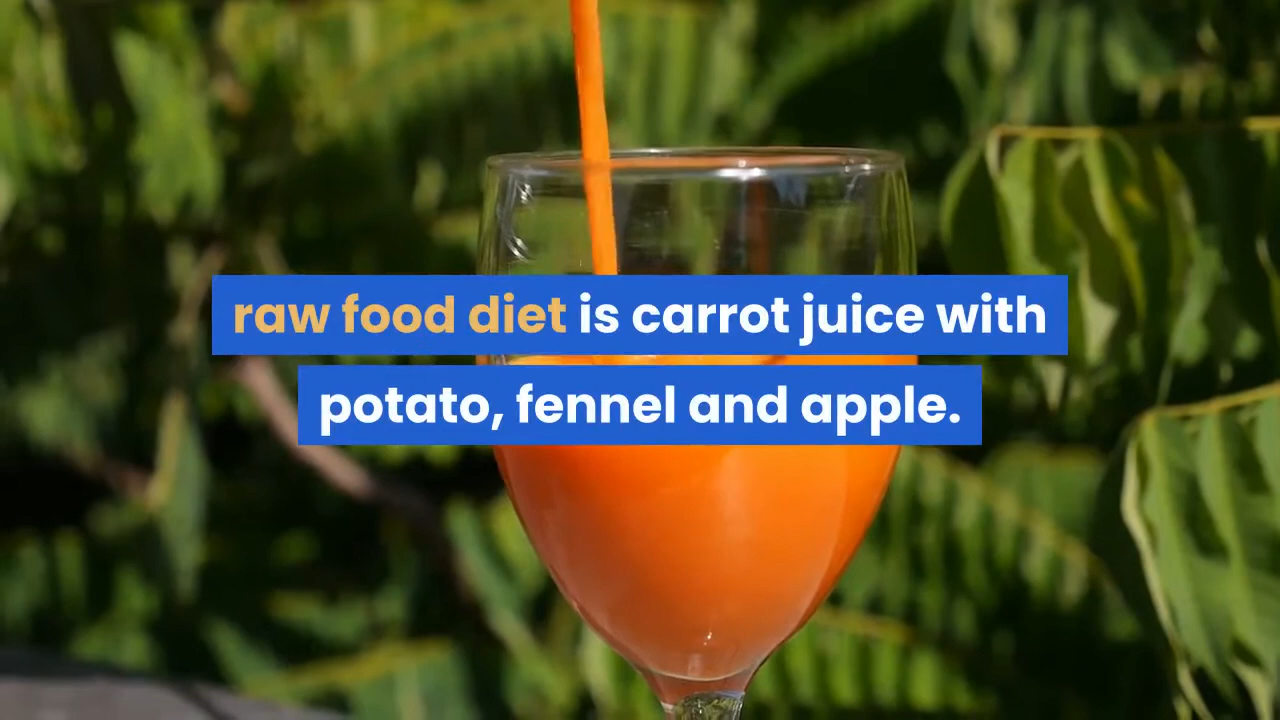 raw food diet is carrot juice with
potato, fennel and apple.